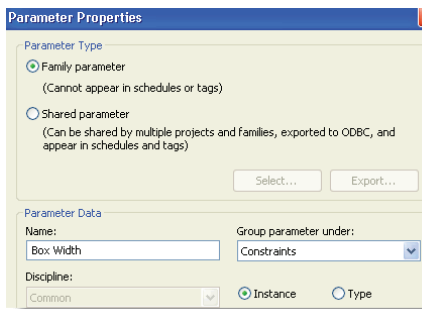 Parameter Properties
Parameter Type
Family parameter
(Cannot appear in schedules or tags)
Shared parameter
(Can be shared by multiple projects and families, exported to ODBC, and
appear in schedules and tags)
Select... Export...
Parameter Data
Name: Group parameter under:
Box Width Constraints
Discipline:
Common Instance Type